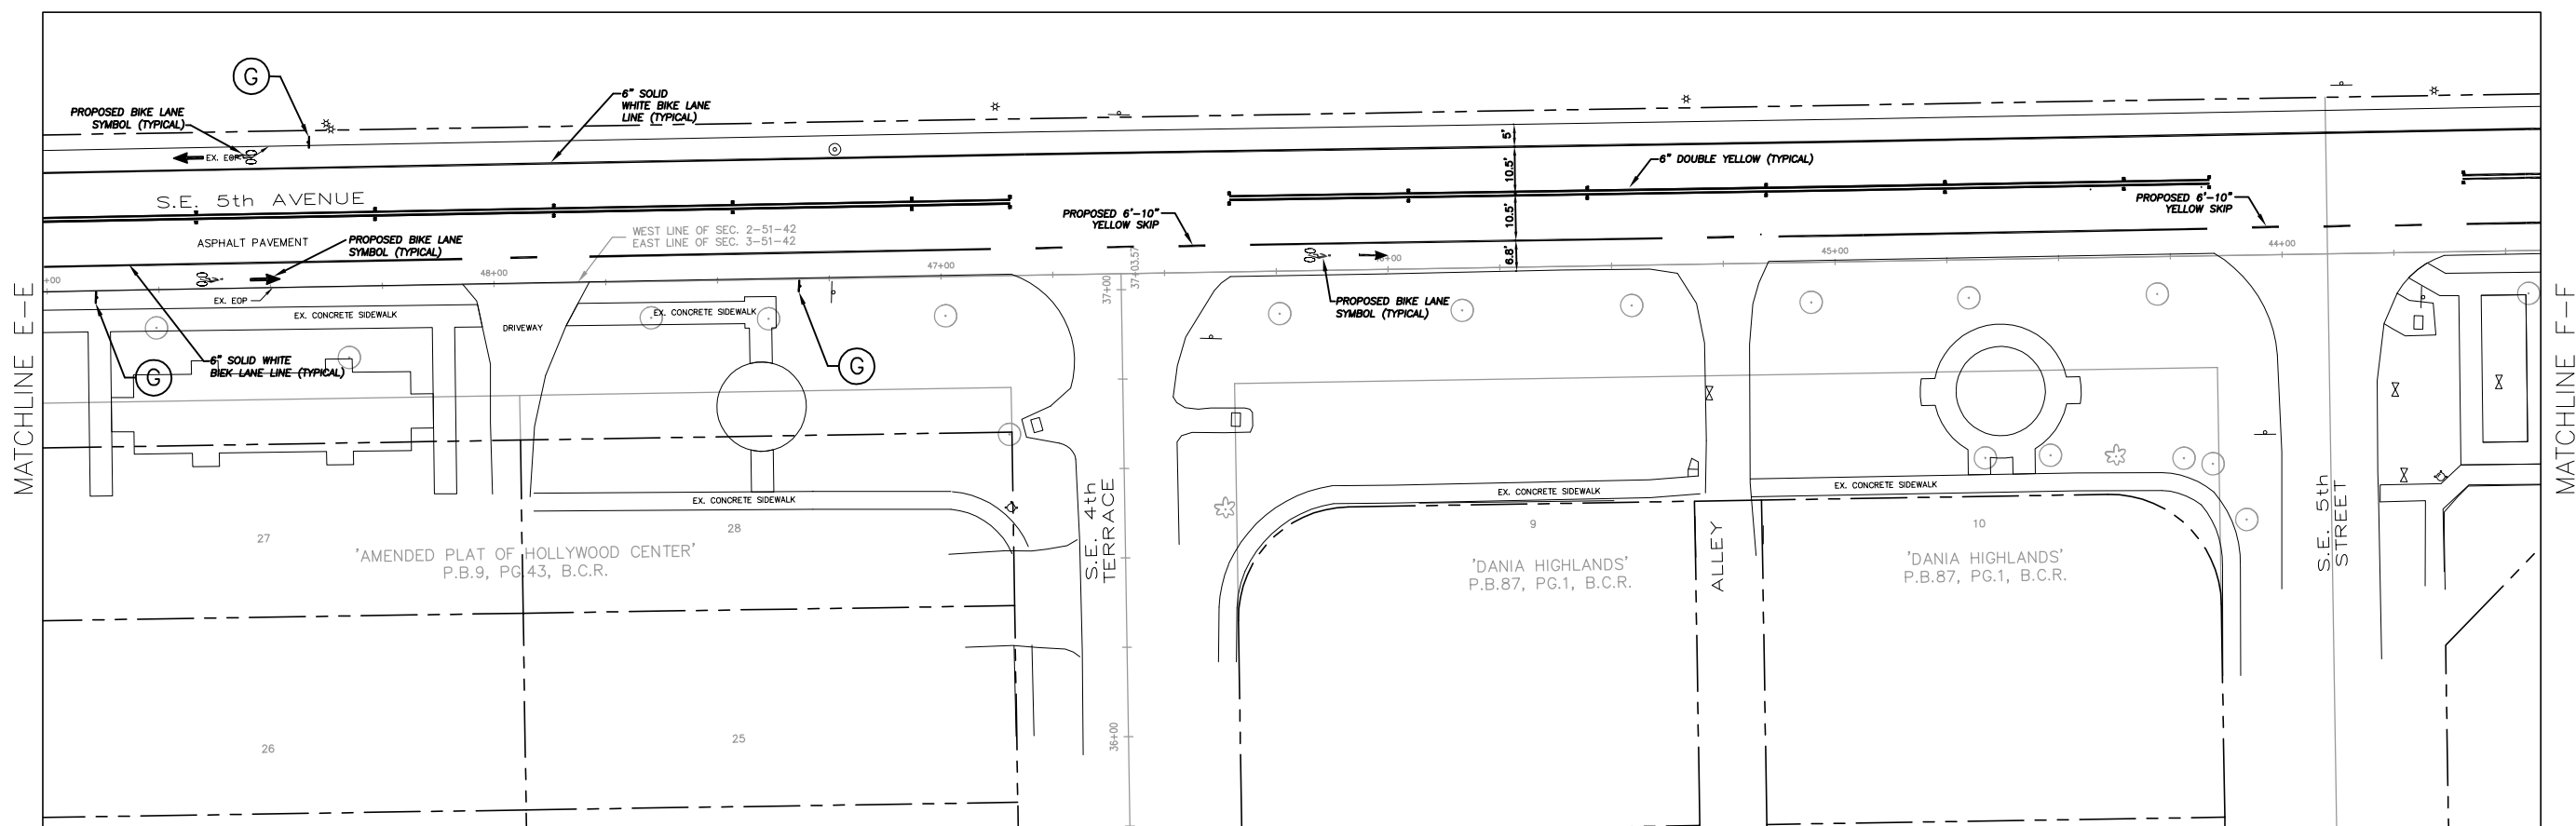 G
PROPOSED BIKE LANE
SYMBOL (TYPICAL)
6" SOLID
WHITE BIKE LANE
LINE (TYPICAL)
EX. EOP
S.E. 5th AVENUE
ASPHALT PAVEMENT
PROPOSED BIKE LANE
SYMBOL (TYPICAL)
WEST LINE OF SEC. 2-51-42
EAST LINE OF SEC. 3-51-42
PROPOSED 6'-10"
YELLOW SKIP
5'
10.5'
10.5'
6.8'
6" DOUBLE YELLOW (TYPICAL)
PROPOSED 6'-10"
YELLOW SKIP
+00
48+00
47+00
+00
45+00
44+00
37+00
37+03.57
EX. EOP
EX. CONCRETE SIDEWALK
DRIVEWAY
EX. CONCRETE SIDEWALK
PROPOSED BIKE LANE
SYMBOL (TYPICAL)
6" SOLID WHITE
BIEK LANE LINE (TYPICAL)
G
G
MATCHLINE E-E
MATCHLINE F-F
EX. CONCRETE SIDEWALK
EX. CONCRETE SIDEWALK
EX. CONCRETE SIDEWALK
27
28
'AMENDED PLAT OF HOLLYWOOD CENTER'
P.B.9, PG.43, B.C.R.
S.E. 4th
TERRACE
9
'DANIA HIGHLANDS'
P.B.87, PG.1, B.C.R.
ALLEY
10
'DANIA HIGHLANDS'
P.B.87, PG.1, B.C.R.
S.E. 5th
STREET
26
25
36+00